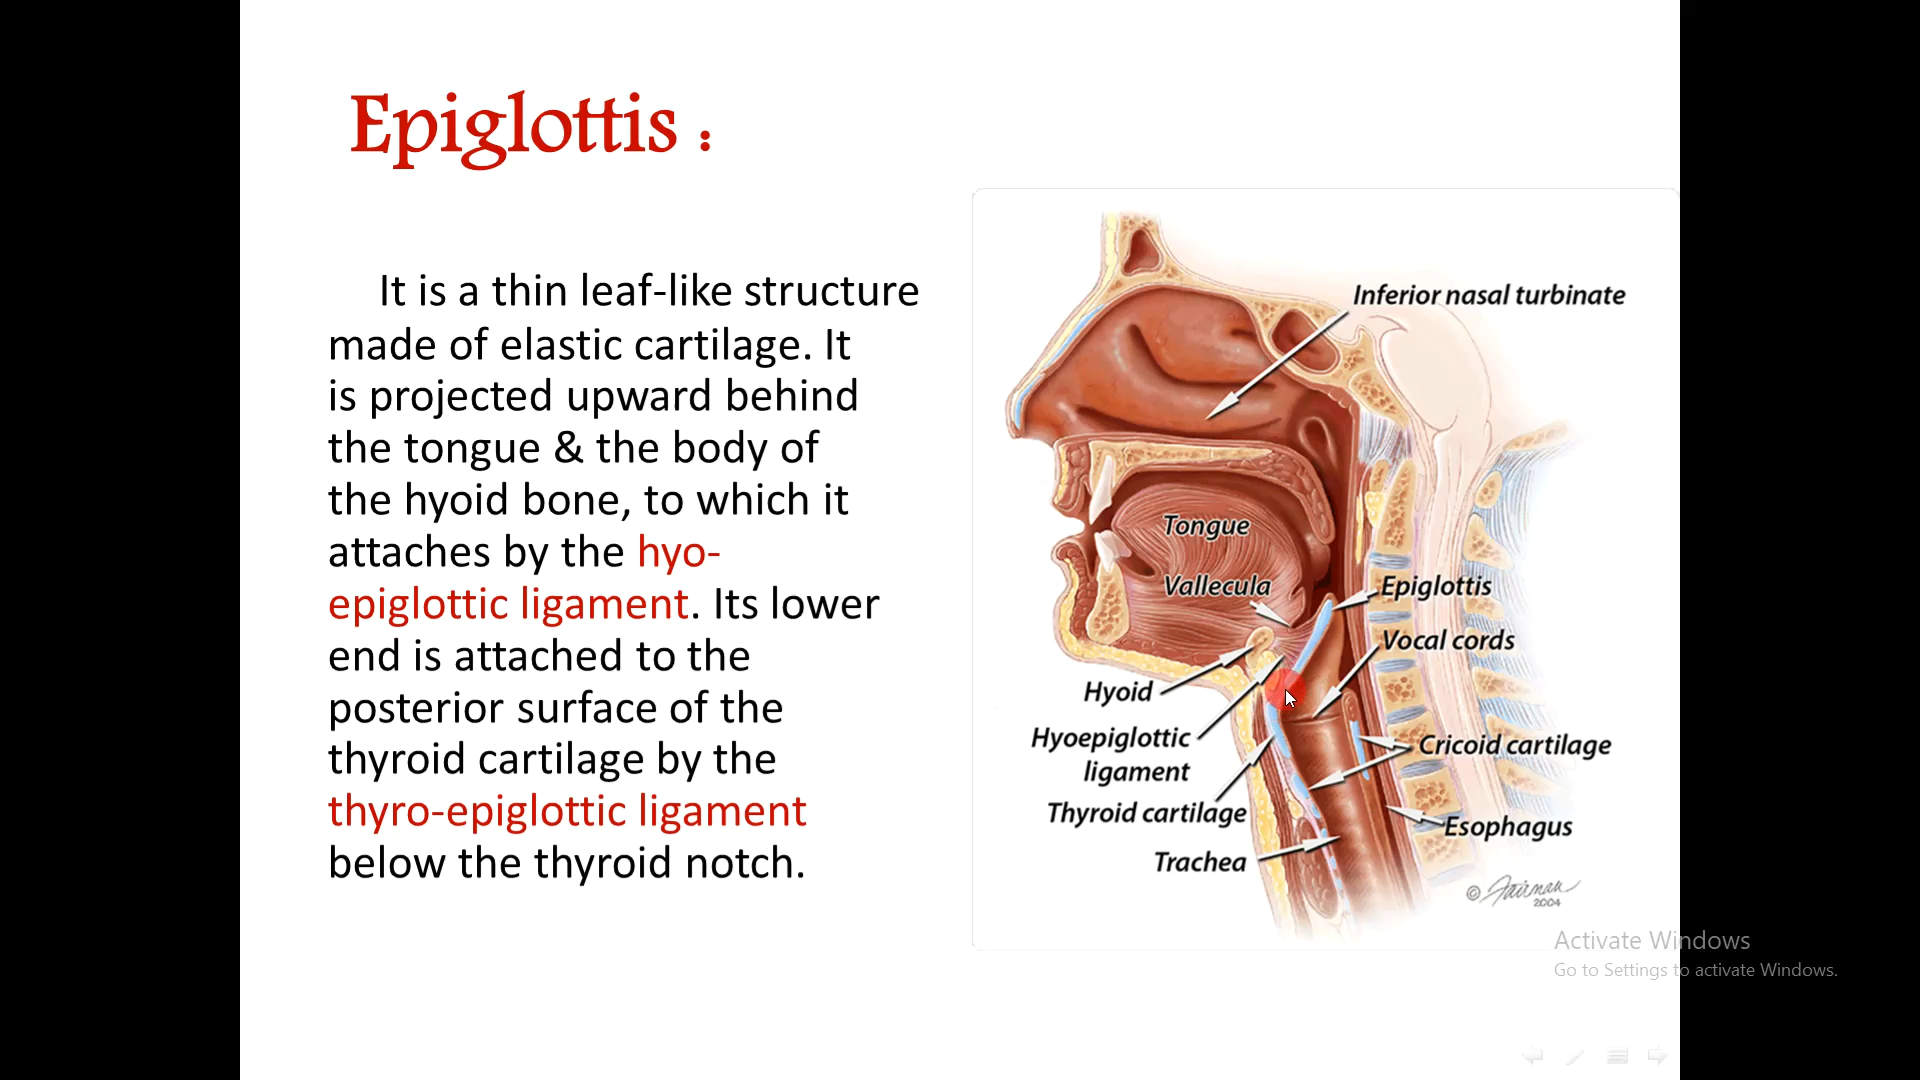 Epiglottis :
It is a thin leaf-like structure
made of elastic cartilage. It
is projected upward behind
the tongue & the body of
the hyoid bone, to which it
attaches by the hyo-
epiglottic ligament. Its lower
end is attached to the
posterior surface of the
thyroid cartilage by the
thyro-epiglottic ligament
below the thyroid notch.
Inferior nasal turbinate
Tongue
Vallecula
Epiglottis
Vocal cords
Hyoid
Hyoepiglottic
ligament
Cricoid cartilage
Thyroid cartilage
Esophagus
Trachea
© Fairman
2004
Activate Windows
Go to Settings to activate Windows.